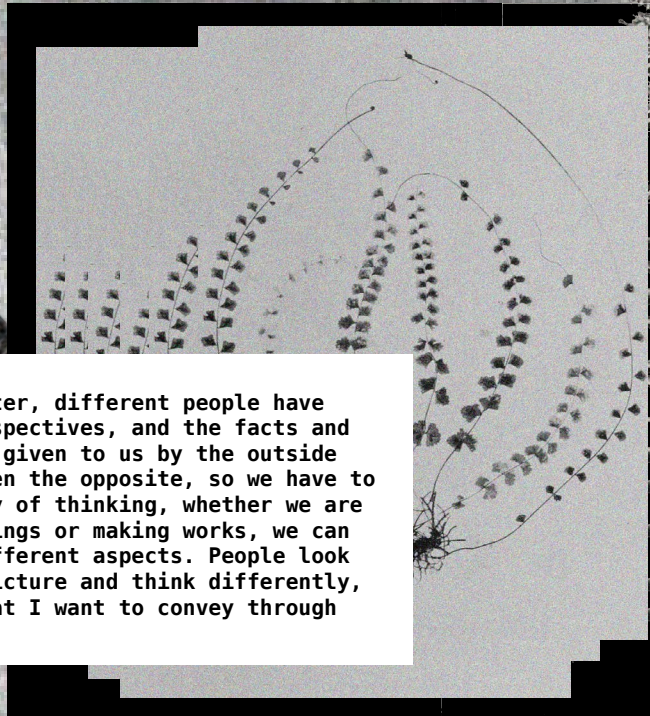 different people have
and the facts and
given to us by the outside
the opposite, so we have to
of thinking, whether we are
or making works, we can
aspects. People look
and think differently,
I want to convey through